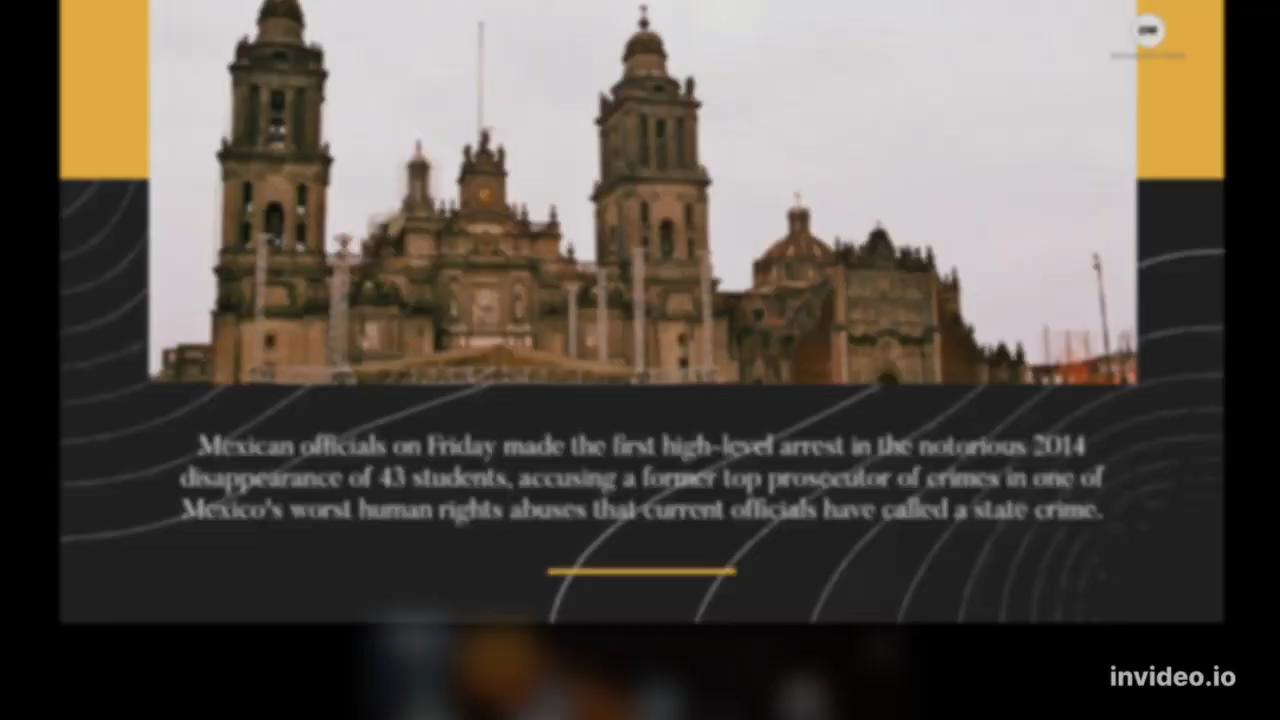 Mexican officials on Friday made the first high-level arrest in the notorious 2014
disappearance of 43 students, accusing a former top prosecutor of crimes in one of
Mexico's worst human rights abuses that current officials have called a state crime.
invideo.io